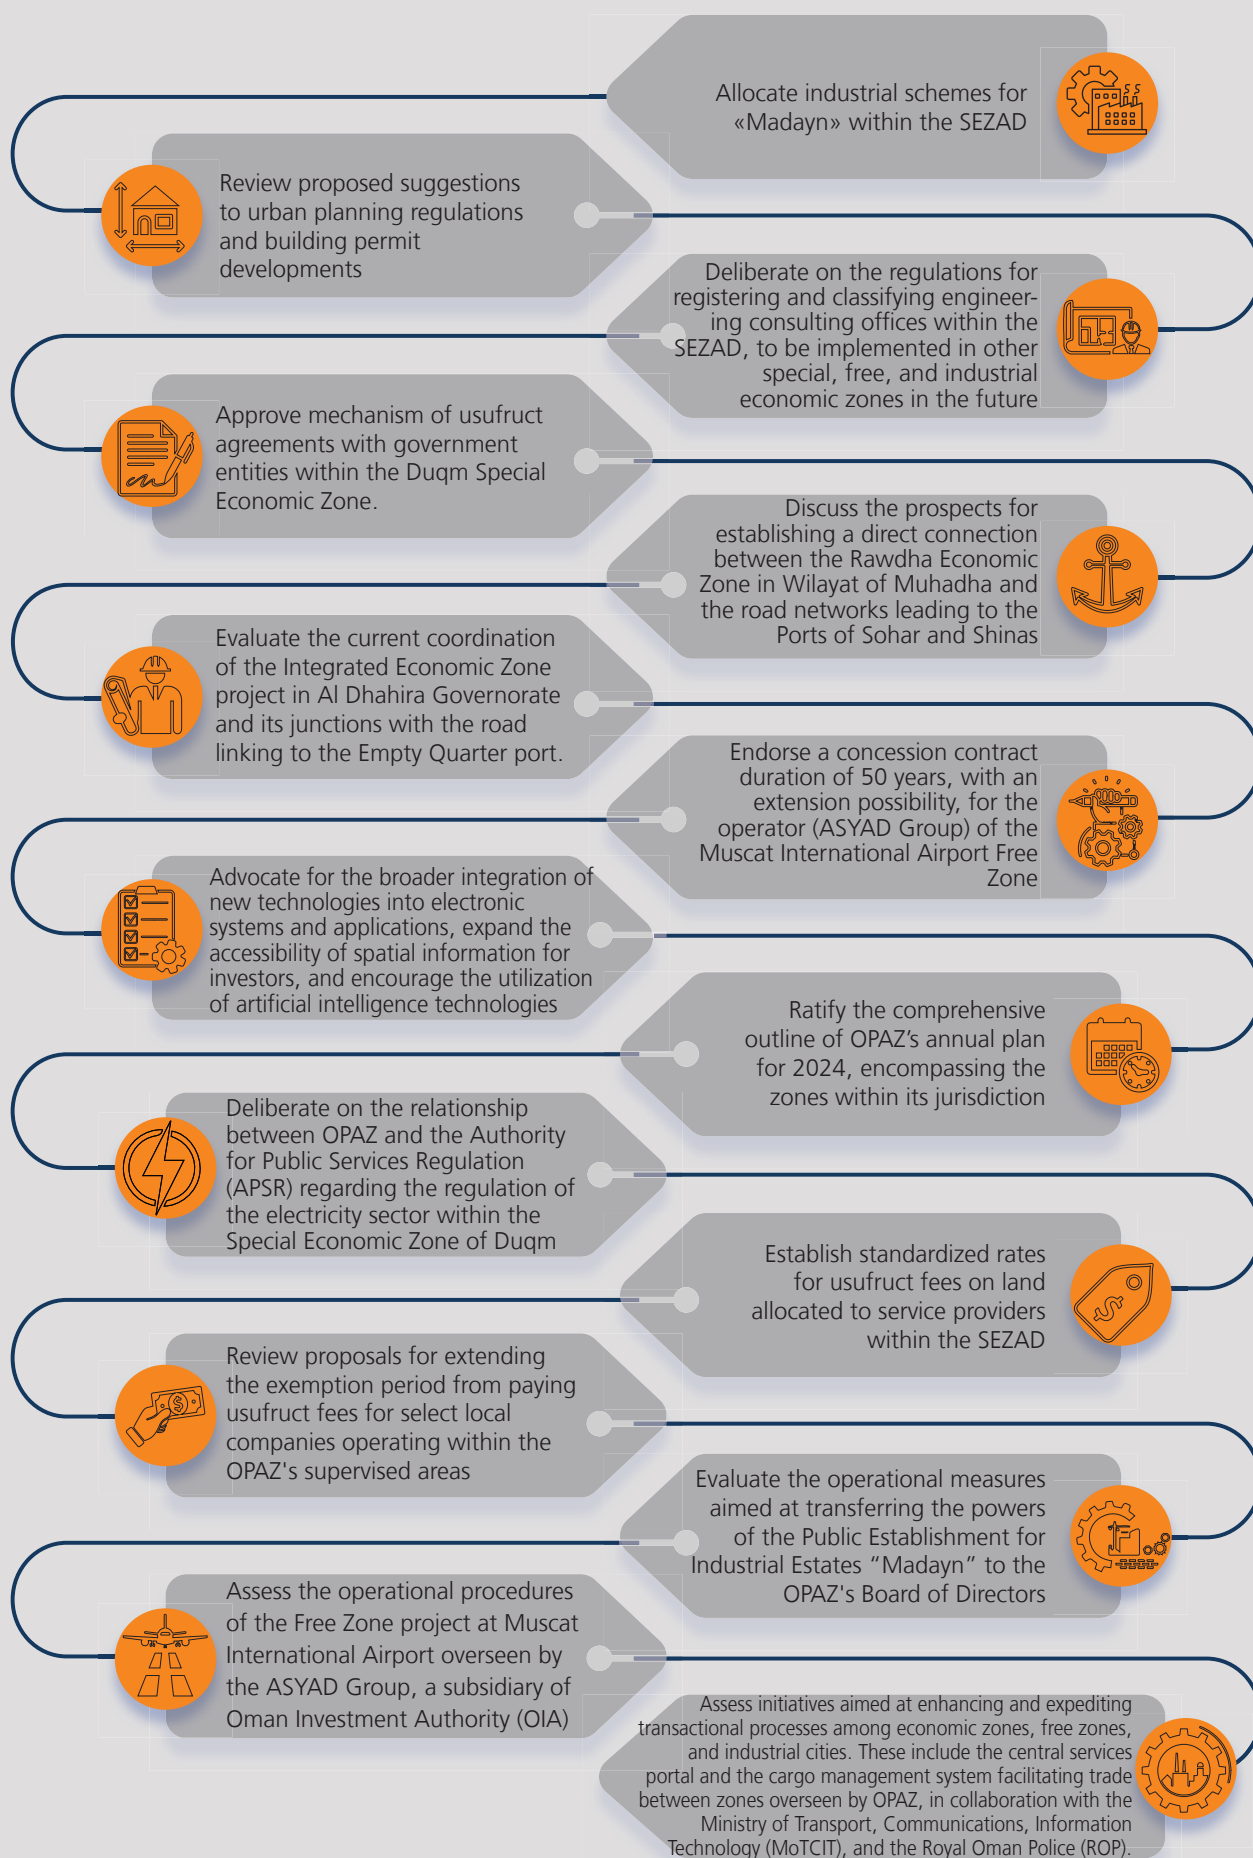 Allocate industrial schemes for
«Madayn» within the SEZAD
Review proposed suggestions
to urban planning regulations
and building permit
developments
Deliberate on the regulations for
registering and classifying engineer-
ing consulting offices within the
SEZAD, to be implemented in other
special, free, and industrial
economic zones in the future
Approve mechanism of usufruct
agreements with government
entities within the Duqm Special
Economic Zone.
Discuss the prospects for
establishing a direct connection
between the Rawdha Economic
Zone in Wilayat of Muhadha and
the road networks leading to the
Ports of Sohar and Shinas
Evaluate the current coordination
of the Integrated Economic Zone
project in Al Dhahira Governorate
and its junctions with the road
linking to the Empty Quarter port.
Endorse a concession contract
duration of 50 years, with an
extension possibility, for the
operator (ASYAD Group) of the
Muscat International Airport Free
Zone
Advocate for the broader integration of
new technologies into electronic
systems and applications, expand the
accessibility of spatial information for
investors, and encourage the utilization
of artificial intelligence technologies
Ratify the comprehensive
outline of OPAZ’s annual plan
for 2024, encompassing the
zones within its jurisdiction
Deliberate on the relationship
between OPAZ and the Authority
for Public Services Regulation
(APSR) regarding the regulation of
the electricity sector within the
Special Economic Zone of Duqm
Establish standardized rates
for usufruct fees on land
allocated to service providers
within the SEZAD
Review proposals for extending
the exemption period from paying
usufruct fees for select local
companies operating within the
OPAZ's supervised areas
Evaluate the operational measures
aimed at transferring the powers
of the Public Establishment for
Industrial Estates “Madayn” to the
OPAZ's Board of Directors
Assess the operational procedures
of the Free Zone project at Muscat
International Airport overseen by
the ASYAD Group, a subsidiary of
Oman Investment Authority (OIA)
Assess initiatives aimed at enhancing and expediting
transactional processes among economic zones, free zones,
and industrial cities. These include the central services
portal and the cargo management system facilitating trade
between zones overseen by OPAZ, in collaboration with the
Ministry of Transport, Communications, Information
Technology (MoTCIT), and the Royal Oman Police (ROP).